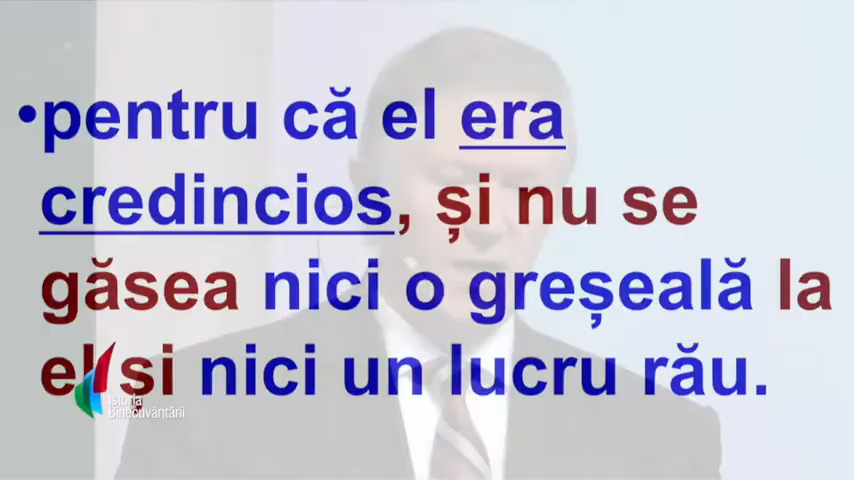 •pentru că el era
credincios, și nu se
găsea nici o greșeală la
el și nici un lucru rău.
Istoria
Binecuvântării